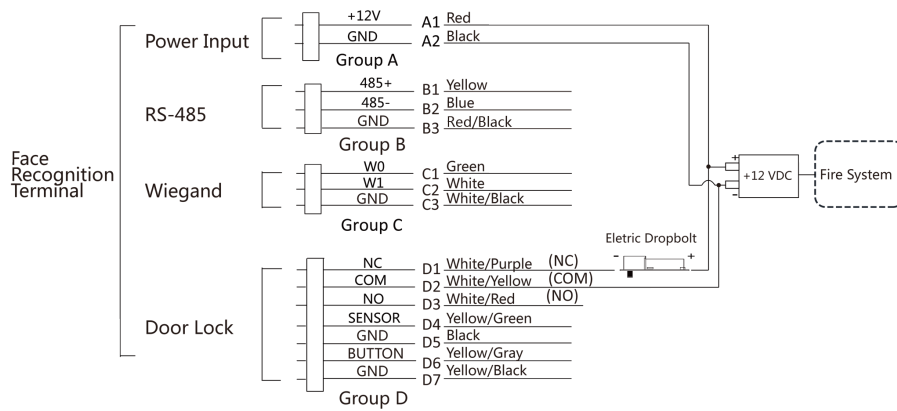 +12V A1 Red
Power Input
GND A2 Black
Group A
485+ B1 Yellow
485- B2 Blue
RS-485
GND B3 Red/Black
Group B
Face
Recognition
Terminal
W0 C1 Green
W1 C2 White
Wiegand
GND C3 White/Black
Group C
+
+12 VDC
-
Fire System
Eletric Dropbolt
- +
NC D1 White/Purple (NC)
COM D2 White/Yellow (COM)
NO D3 White/Red (NO)
Door Lock
SENSOR D4 Yellow/Green
GND D5 Black
BUTTON D6 Yellow/Gray
GND D7 Yellow/Black
Group D